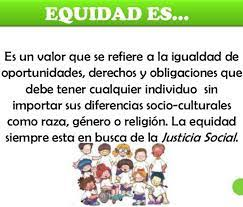 EQUIDAD ES...
Es un valor que se refiere a la igualdad de
oportunidades, derechos y obligaciones que
debe tener cualquier individuo sin
importar sus diferencias socio-culturales
como raza, género o religión. La equidad
siempre esta en busca de la Justicia Social.